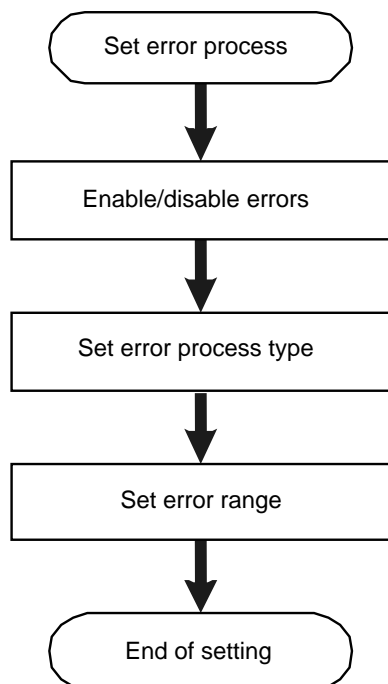 Set error process
Enable/disable errors
Set error process type
Set error range
End of setting